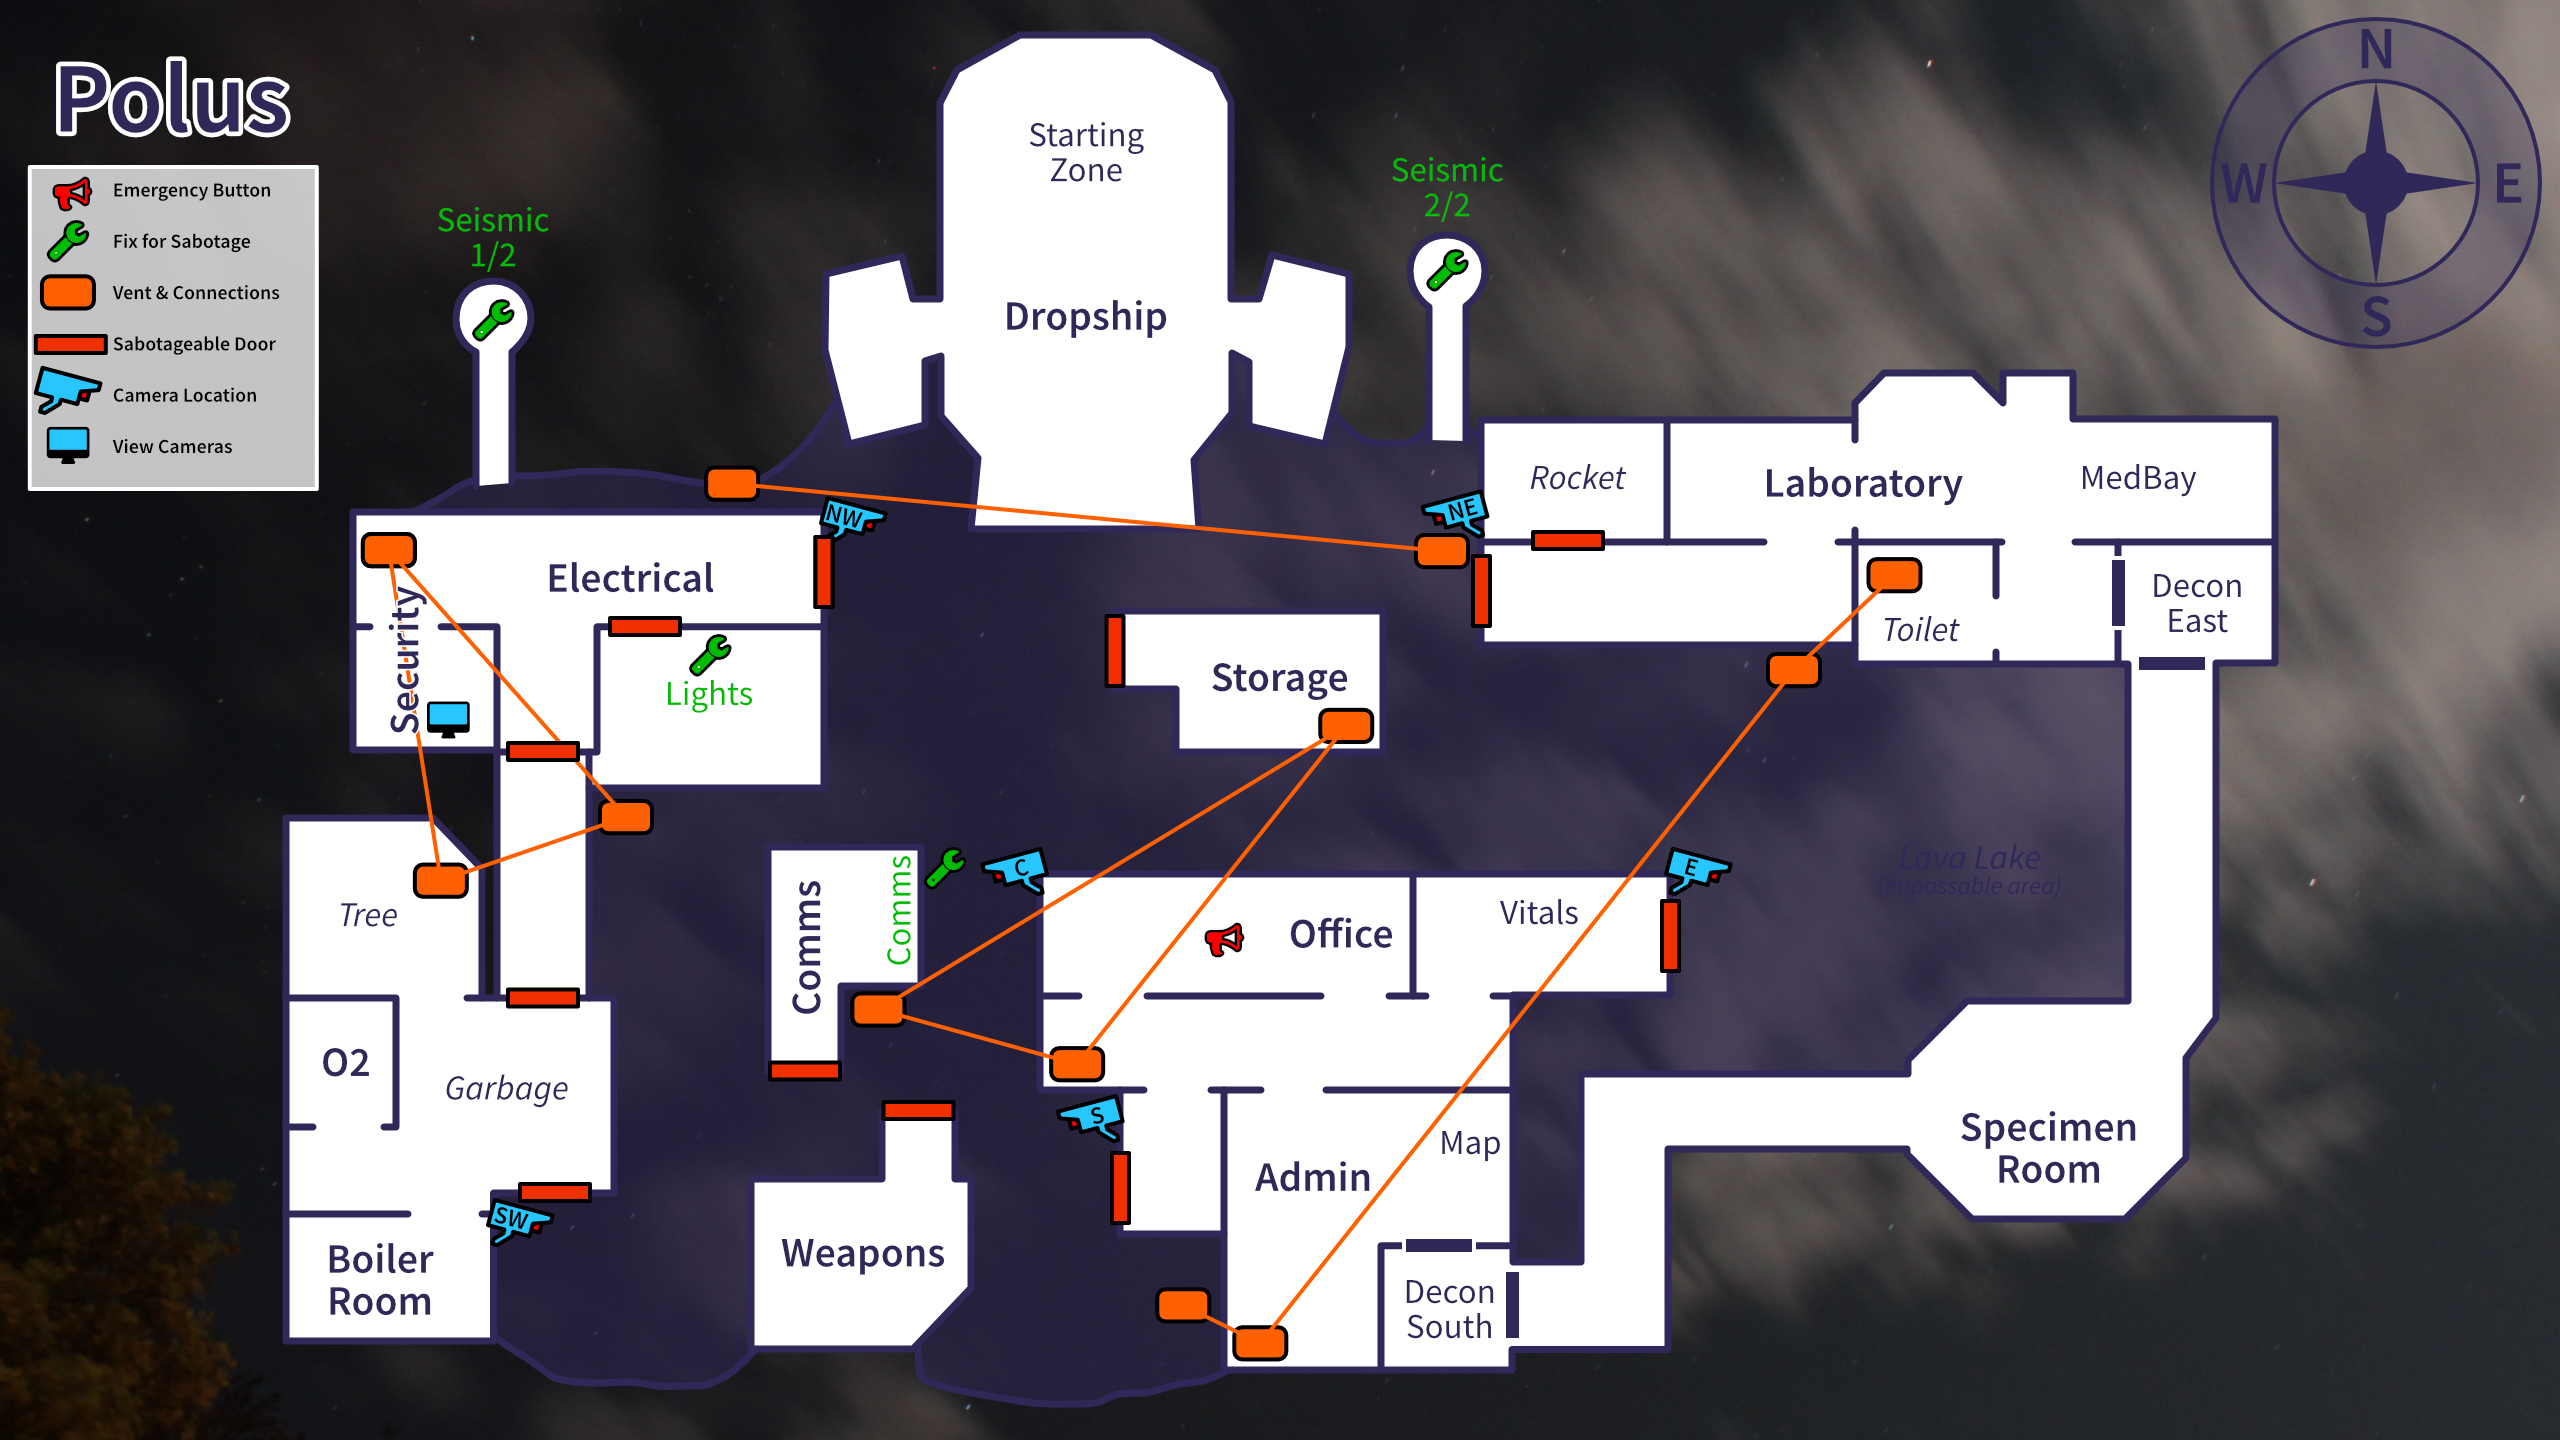 Polus
Emergency Button
Fix for Sabotage
Vent & Connections
Sabotageable Door
Camera Location
View Cameras
N
W
E
S
Starting
Zone
Dropship
Seismic
1/2
Seismic
2/2
NW
NE
Rocket
Laboratory
MedBay
Electrical
Security
Lights
Toilet
Decon
East
Storage
Tree
Comms
Comms
C
Office
Vitals
E
Lava Lake
(impassable area)
O2
Garbage
S
Admin
Map
Specimen
Room
SW
Boiler
Room
Weapons
Decon
South